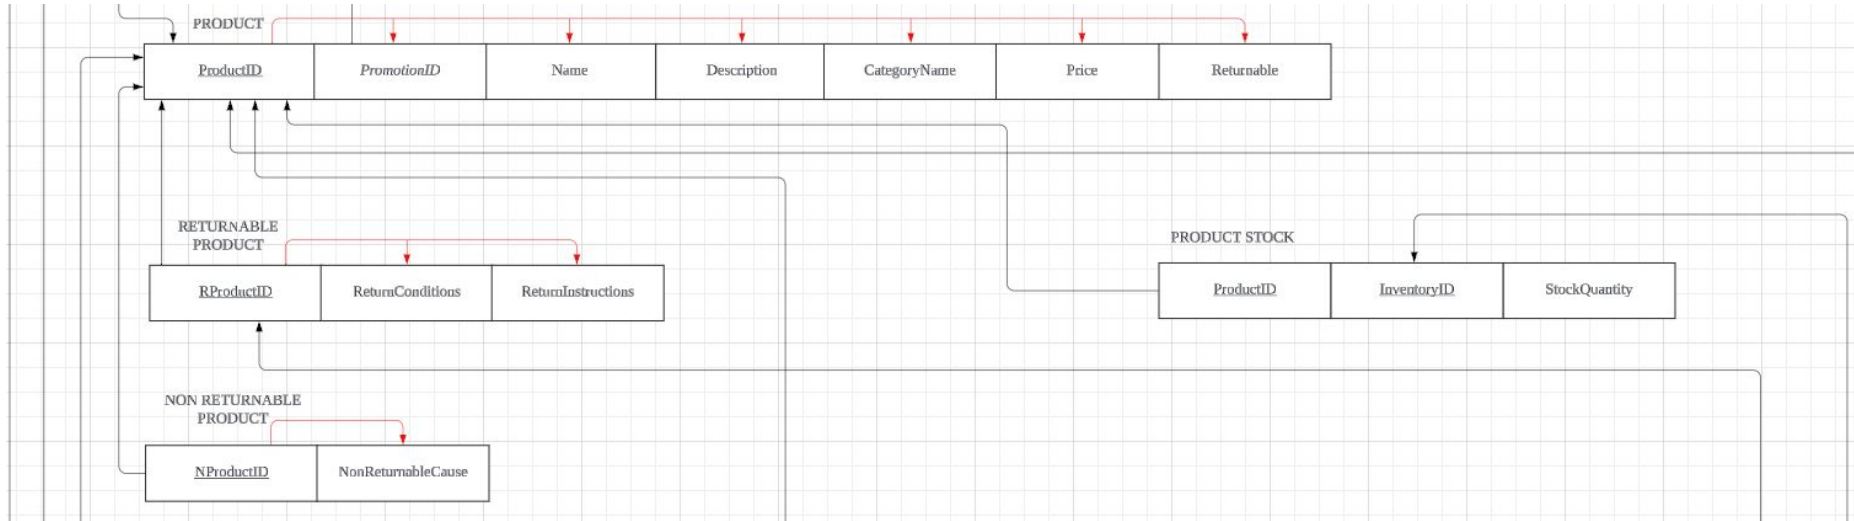 PRODUCT
ProductID PromotionID Name Description CategoryName Price Returnable
RETURNABLE
PRODUCT
RProductID ReturnConditions ReturnInstructions
PRODUCT STOCK
ProductID InventoryID StockQuantity
NON RETURNABLE
PRODUCT
NProductID NonReturnableCause